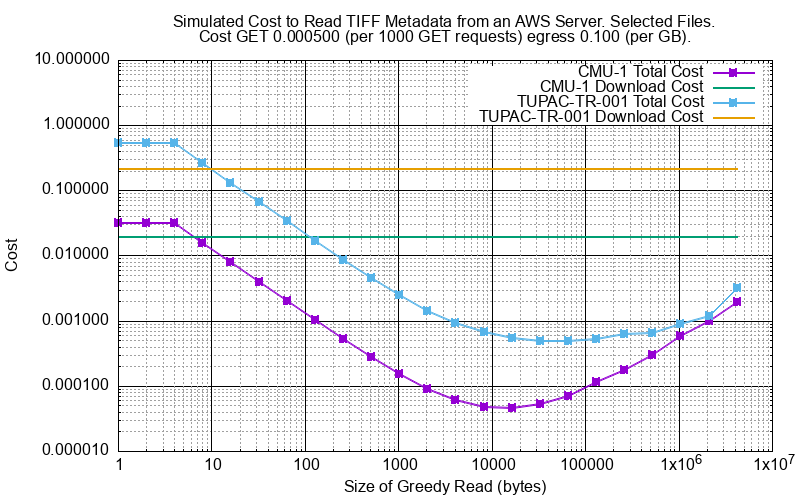 Simulated Cost to Read TIFF Metadata from an AWS Server. Selected Files.
Cost GET 0.000500 (per 1000 GET requests) egress 0.100 (per GB).
CMU-1 Total Cost
CMU-1 Download Cost
TUPAC-TR-001 Total Cost
TUPAC-TR-001 Download Cost
10.000000
1.000000
0.100000
0.010000
0.001000
0.000100
0.000010
Cost
1 10 100 1000 10000 100000 1x10^6 1x10^7
Size of Greedy Read (bytes)